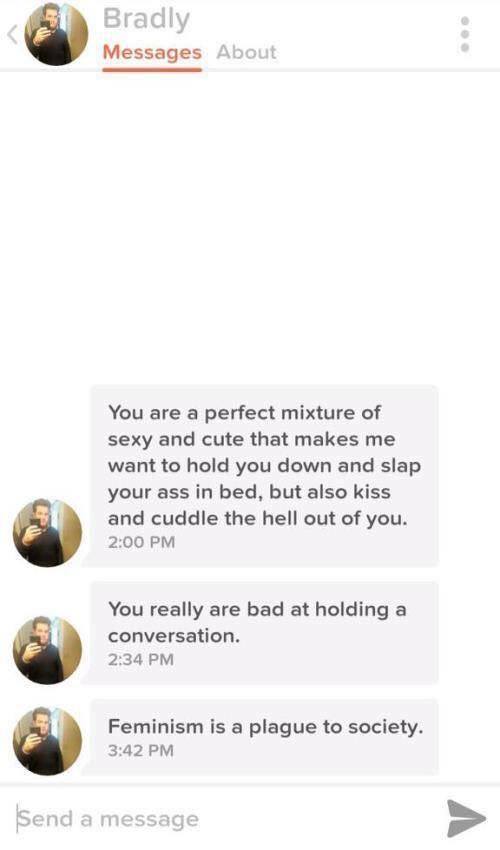 Bradly
Messages About
You are a perfect mixture of
sexy and cute that makes me
want to hold you down and slap
your ass in bed, but also kiss
and cuddle the hell out of you.
2:00 PM
You really are bad at holding a
conversation.
2:34 PM
Feminism is a plague to society.
3:42 PM
Send a message